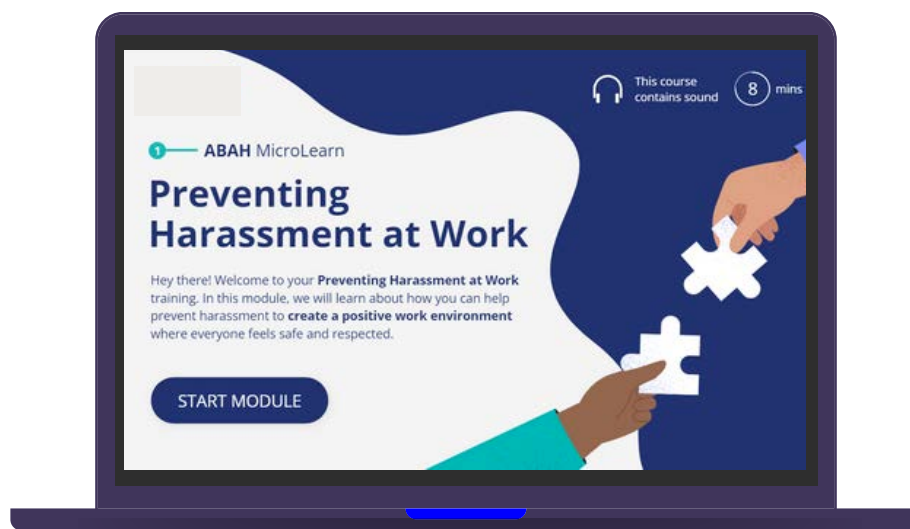 This course
contains sound
8 mins
1 ABAH MicroLearn
Preventing
Harassment at Work
Hey there! Welcome to your Preventing Harassment at Work
training. In this module, we will learn about how you can help
prevent harassment to create a positive work environment
where everyone feels safe and respected.
START MODULE